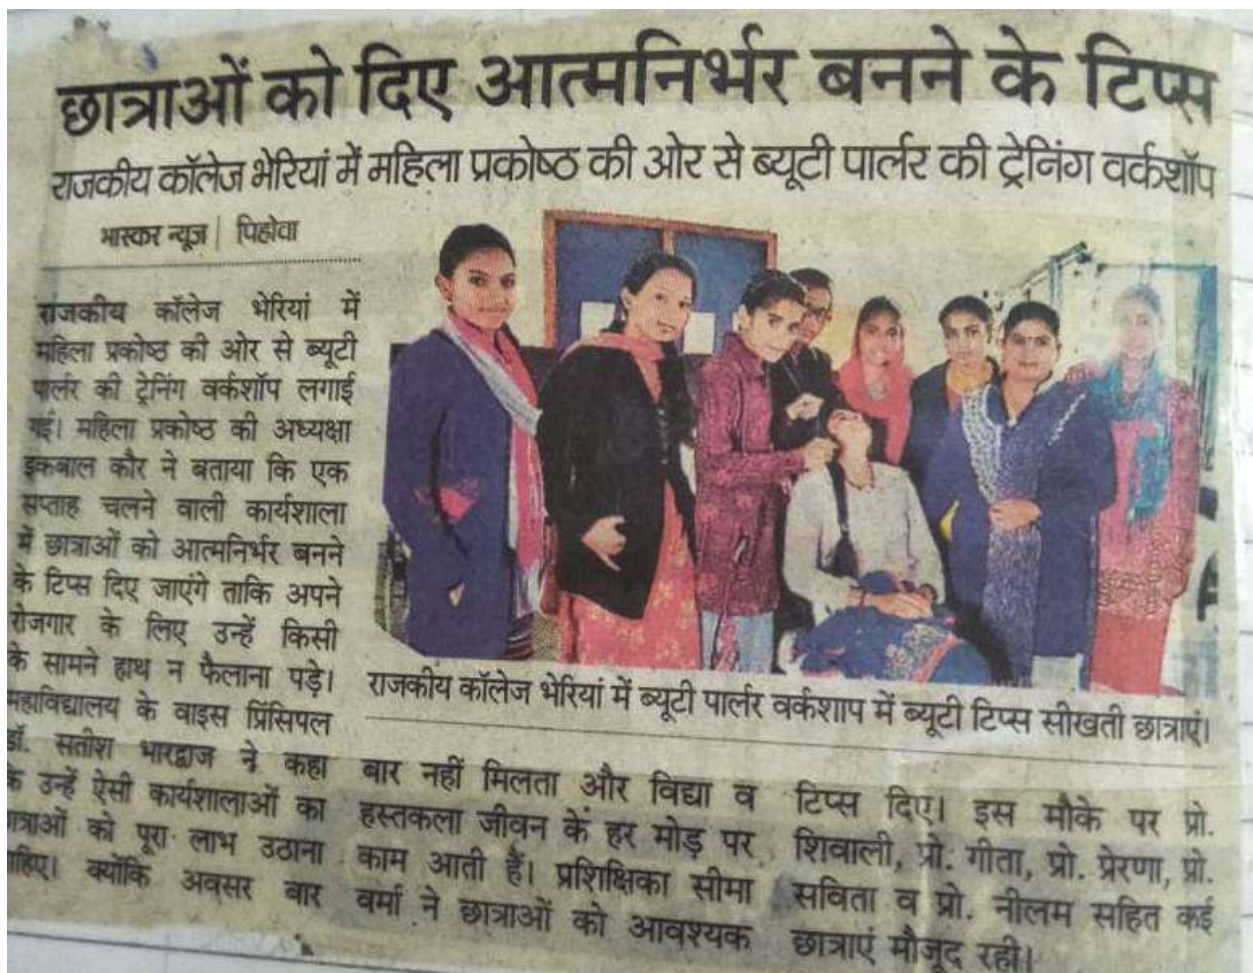 छात्राओं को दिए आत्मनिर्भर बनने के टिप्स
राजकीय कॉलेज भेरियां में महिला प्रकोष्ठ की ओर से ब्यूटी पार्लर की ट्रेनिंग वर्कशॉप
भास्कर न्यूज | पिहोवा
राजकीय कॉलेज भेरियां में
महिला प्रकोष्ठ की ओर से ब्यूटी
पार्लर की ट्रेनिंग वर्कशॉप लगाई
गई। महिला प्रकोष्ठ की अध्यक्षा
इकबाल कौर ने बताया कि एक
सप्ताह चलने वाली कार्यशाला
में छात्राओं को आत्मनिर्भर बनने
के टिप्स दिए जाएंगे ताकि अपने
रोजगार के लिए उन्हें किसी
के सामने हाथ न फैलाना पड़े।
महाविद्यालय के वाइस प्रिंसिपल
डॉ. सतीश भारद्वाज ने कहा
उन्हें ऐसी कार्यशालाओं का
को पूरा लाभ उठाना
क्योंकि अवसर बार
राजकीय कॉलेज भेरियां में ब्यूटी पार्लर वर्कशाप में ब्यूटी टिप्स सीखती छात्राएं।
बार नहीं मिलता और विद्या व
हस्तकला जीवन के हर मोड़ पर
काम आती हैं। प्रशिक्षिका सीमा
वर्मा ने छात्राओं को आवश्यक
टिप्स दिए। इस मौके पर प्रो.
शिवाली, प्रो. गीता, प्रो. प्रेरणा, प्रो.
सविता व प्रो. नीलम सहित कई
छात्राएं मौजूद रही।